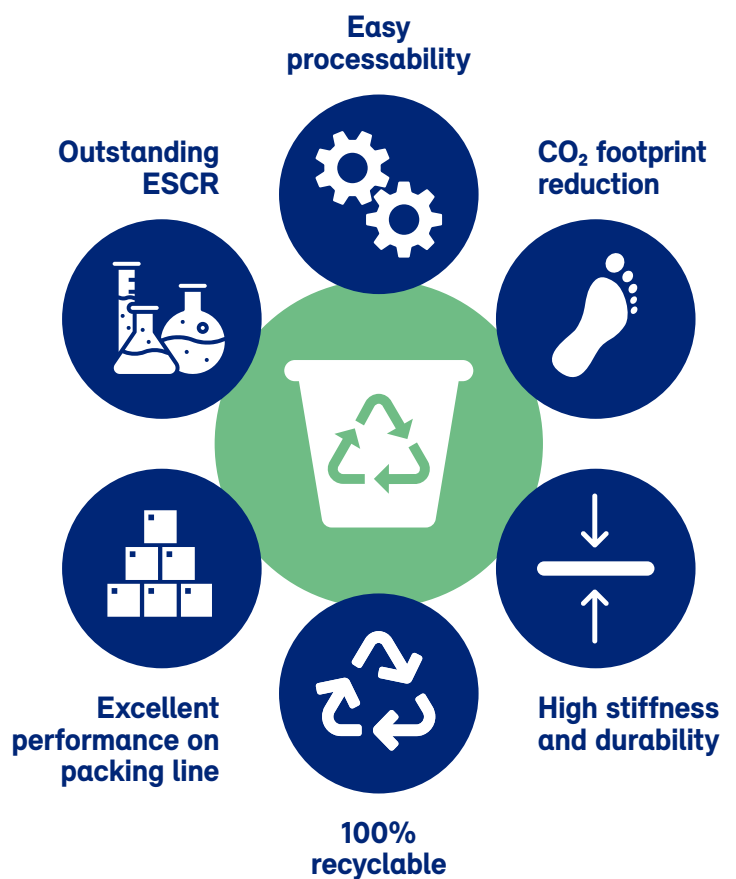 Easy
processability
Outstanding
ESCR
CO₂ footprint
reduction
Excellent
performance on
packing line
High stiffness
and durability
100%
recyclable